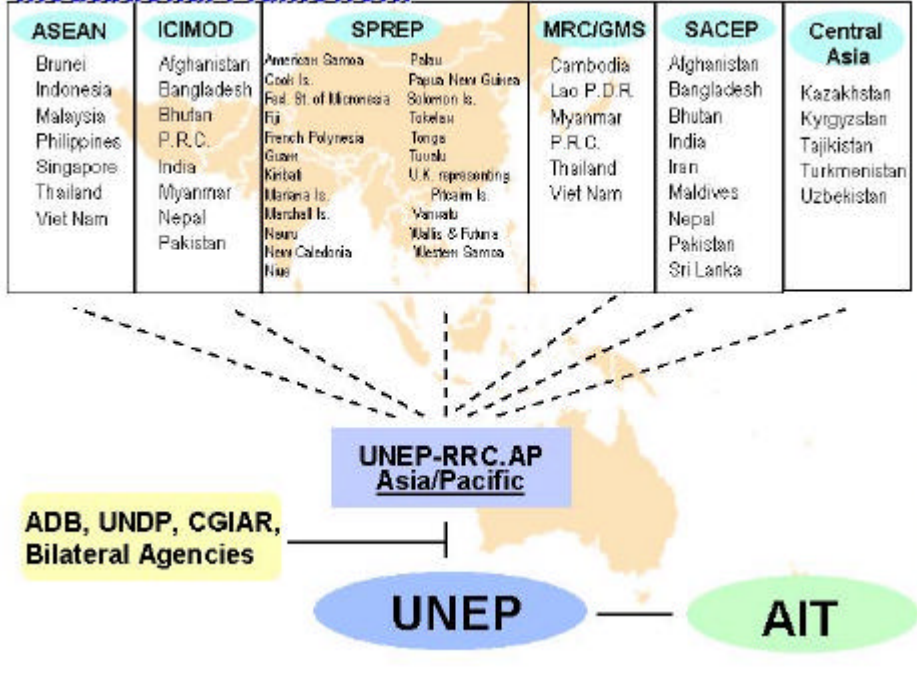 ASEAN
Brunei
Indonesia
Malaysia
Philippines
Singapore
Thailand
Viet Nam
ICIMOD
Afghanistan
Bangladesh
Bhutan
P.R.C.
India
Myanmar
Nepal
Pakistan
SPREP
American Samoa
Cook Is.
Fed. St. of Micronesia
Fiji
French Polynesia
Guam
Kiribati
Mariana Is.
Marshall Is.
Nauru
New Caledonia
Niue
Palau
Papua New Guinea
Solomon Is.
Tokelau
Tonga
Tuvalu
U.K. representing
Pitcairn Is.
Vanuatu
Wallis & Futuna
Western Samoa
MRC/GMS
Cambodia
Lao P.D.R.
Myanmar
P.R.C.
Thailand
Viet Nam
SACEP
Afghanistan
Bangladesh
Bhutan
India
Iran
Maldives
Nepal
Pakistan
Sri Lanka
Central
Asia
Kazakhstan
Kyrgyzstan
Tajikistan
Turkmenistan
Uzbekistan
UNEP-RRC.AP
Asia/Pacific
ADB, UNDP, CGIAR,
Bilateral Agencies
UNEP
AIT